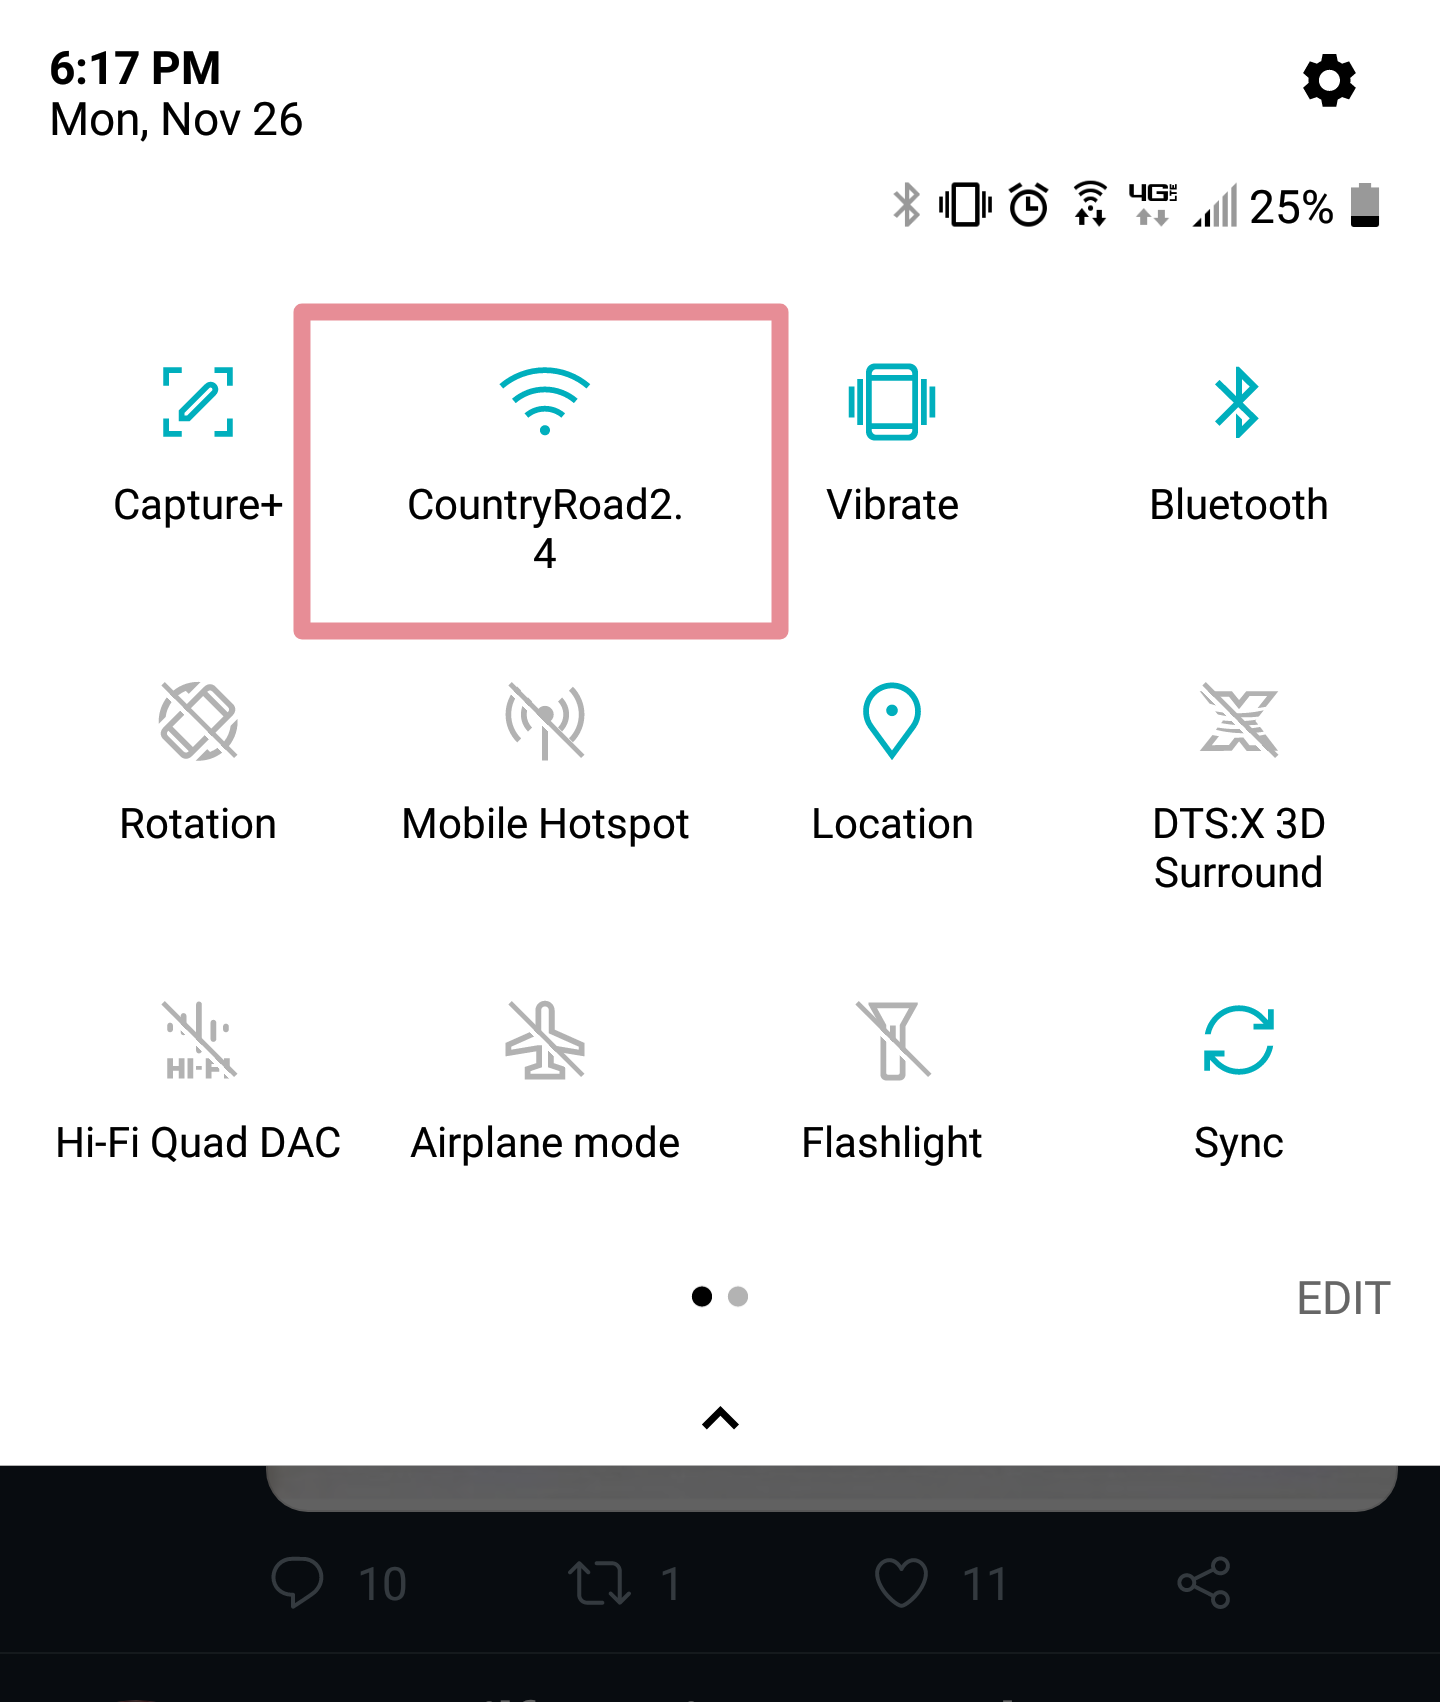 6:17 PM
Mon, Nov 26
4G LTE 25%
Capture+
CountryRoad2.
4
Vibrate
Bluetooth
Rotation
Mobile Hotspot
Location
DTS:X 3D
Surround
HI-FI
Hi-Fi Quad DAC
Airplane mode
Flashlight
Sync
EDIT
10
1
11